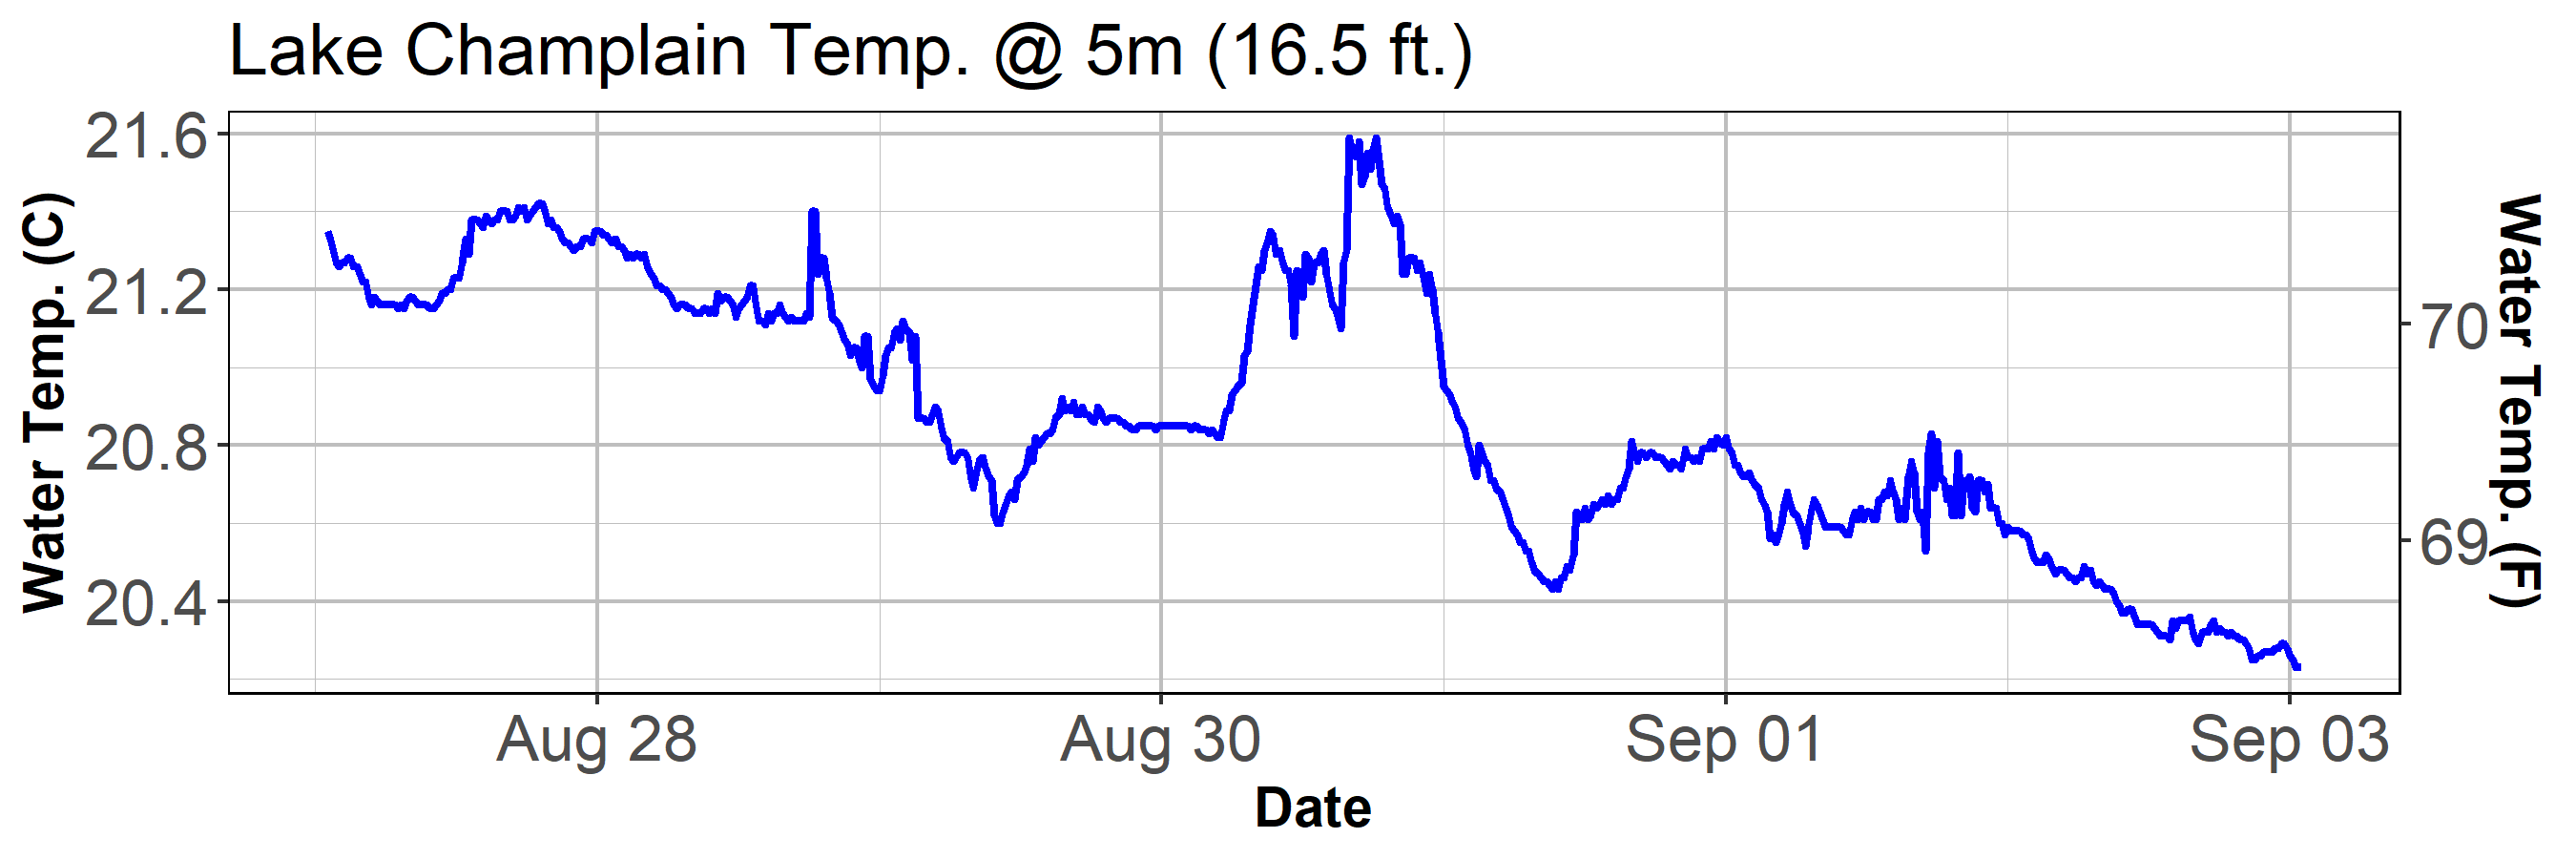 Lake Champlain Temp. @ 5m (16.5 ft.)
Water Temp. (C)
21.6
21.2
20.8
20.4
70
69
Water Temp. (F)
Aug 28
Aug 30
Sep 01
Sep 03
Date